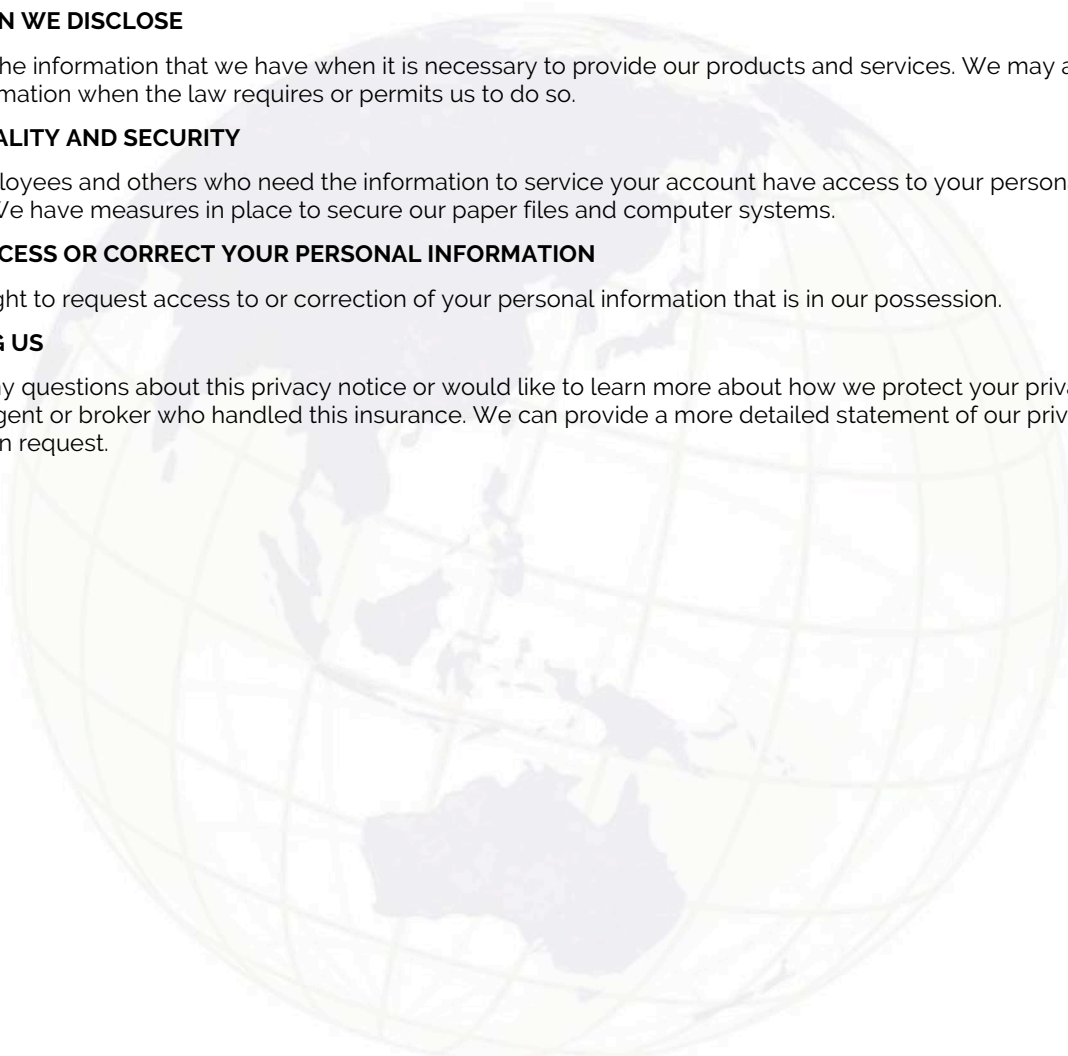 N WE DISCLOSE
he information that we have when it is necessary to provide our products and services. We may a
mation when the law requires or permits us to do so.
ALITY AND SECURITY
loyees and others who need the information to service your account have access to your person
We have measures in place to secure our paper files and computer systems.
CESS OR CORRECT YOUR PERSONAL INFORMATION
ght to request access to or correction of your personal information that is in our possession.
G US
ny questions about this privacy notice or would like to learn more about how we protect your priva
gent or broker who handled this insurance. We can provide a more detailed statement of our priv
n request.